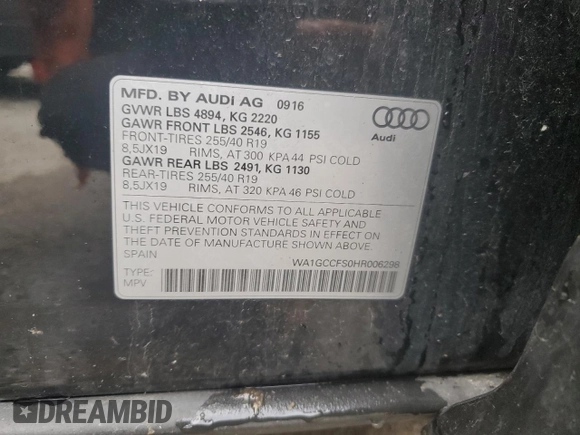 MFD. BY AUDI AG 0916
GVWR LBS 4894, KG 2220
GAWR FRONT LBS 2546, KG 1155
FRONT-TIRES 255/40 R19
8,5JX19 RIMS, AT 300 KPA 44 PSI COLD
GAWR REAR LBS 2491, KG 1130
REAR-TIRES 255/40 R19
8,5JX19 RIMS, AT 320 KPA 46 PSI COLD
Audi
THIS VEHICLE CONFORMS TO ALL APPLICABLE
U.S. FEDERAL MOTOR VEHICLE SAFETY AND
THEFT PREVENTION STANDARDS IN EFFECT ON
THE DATE OF MANUFACTURE SHOWN ABOVE.
SPAIN WA1GCCFS0HR006298
TYPE:
MPV
DREAMBID